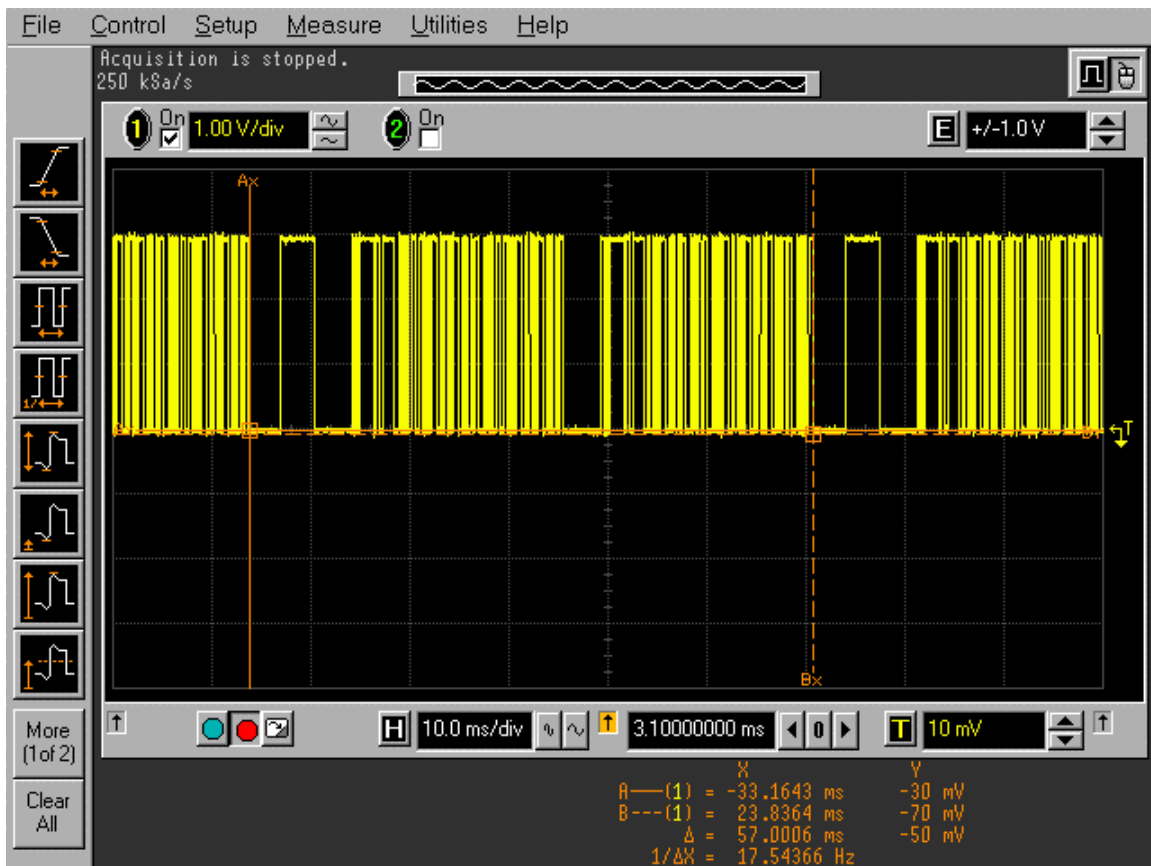 File Control Setup Measure Utilities Help
Acquisition is stopped.
250 kSa/s
1 On 1.00 V/div 2 On E +/-1.0 V
Ax
T
Bx
More
(1 of 2)
H 10.0 ms/div 3.10000000 ms 0 T 10 mV
Clear
All
X Y
A——(1) = -33.1643 ms -30 mV
B---(1) = 23.8364 ms -70 mV
Δ = 57.0006 ms -50 mV
1/ΔX = 17.54366 Hz